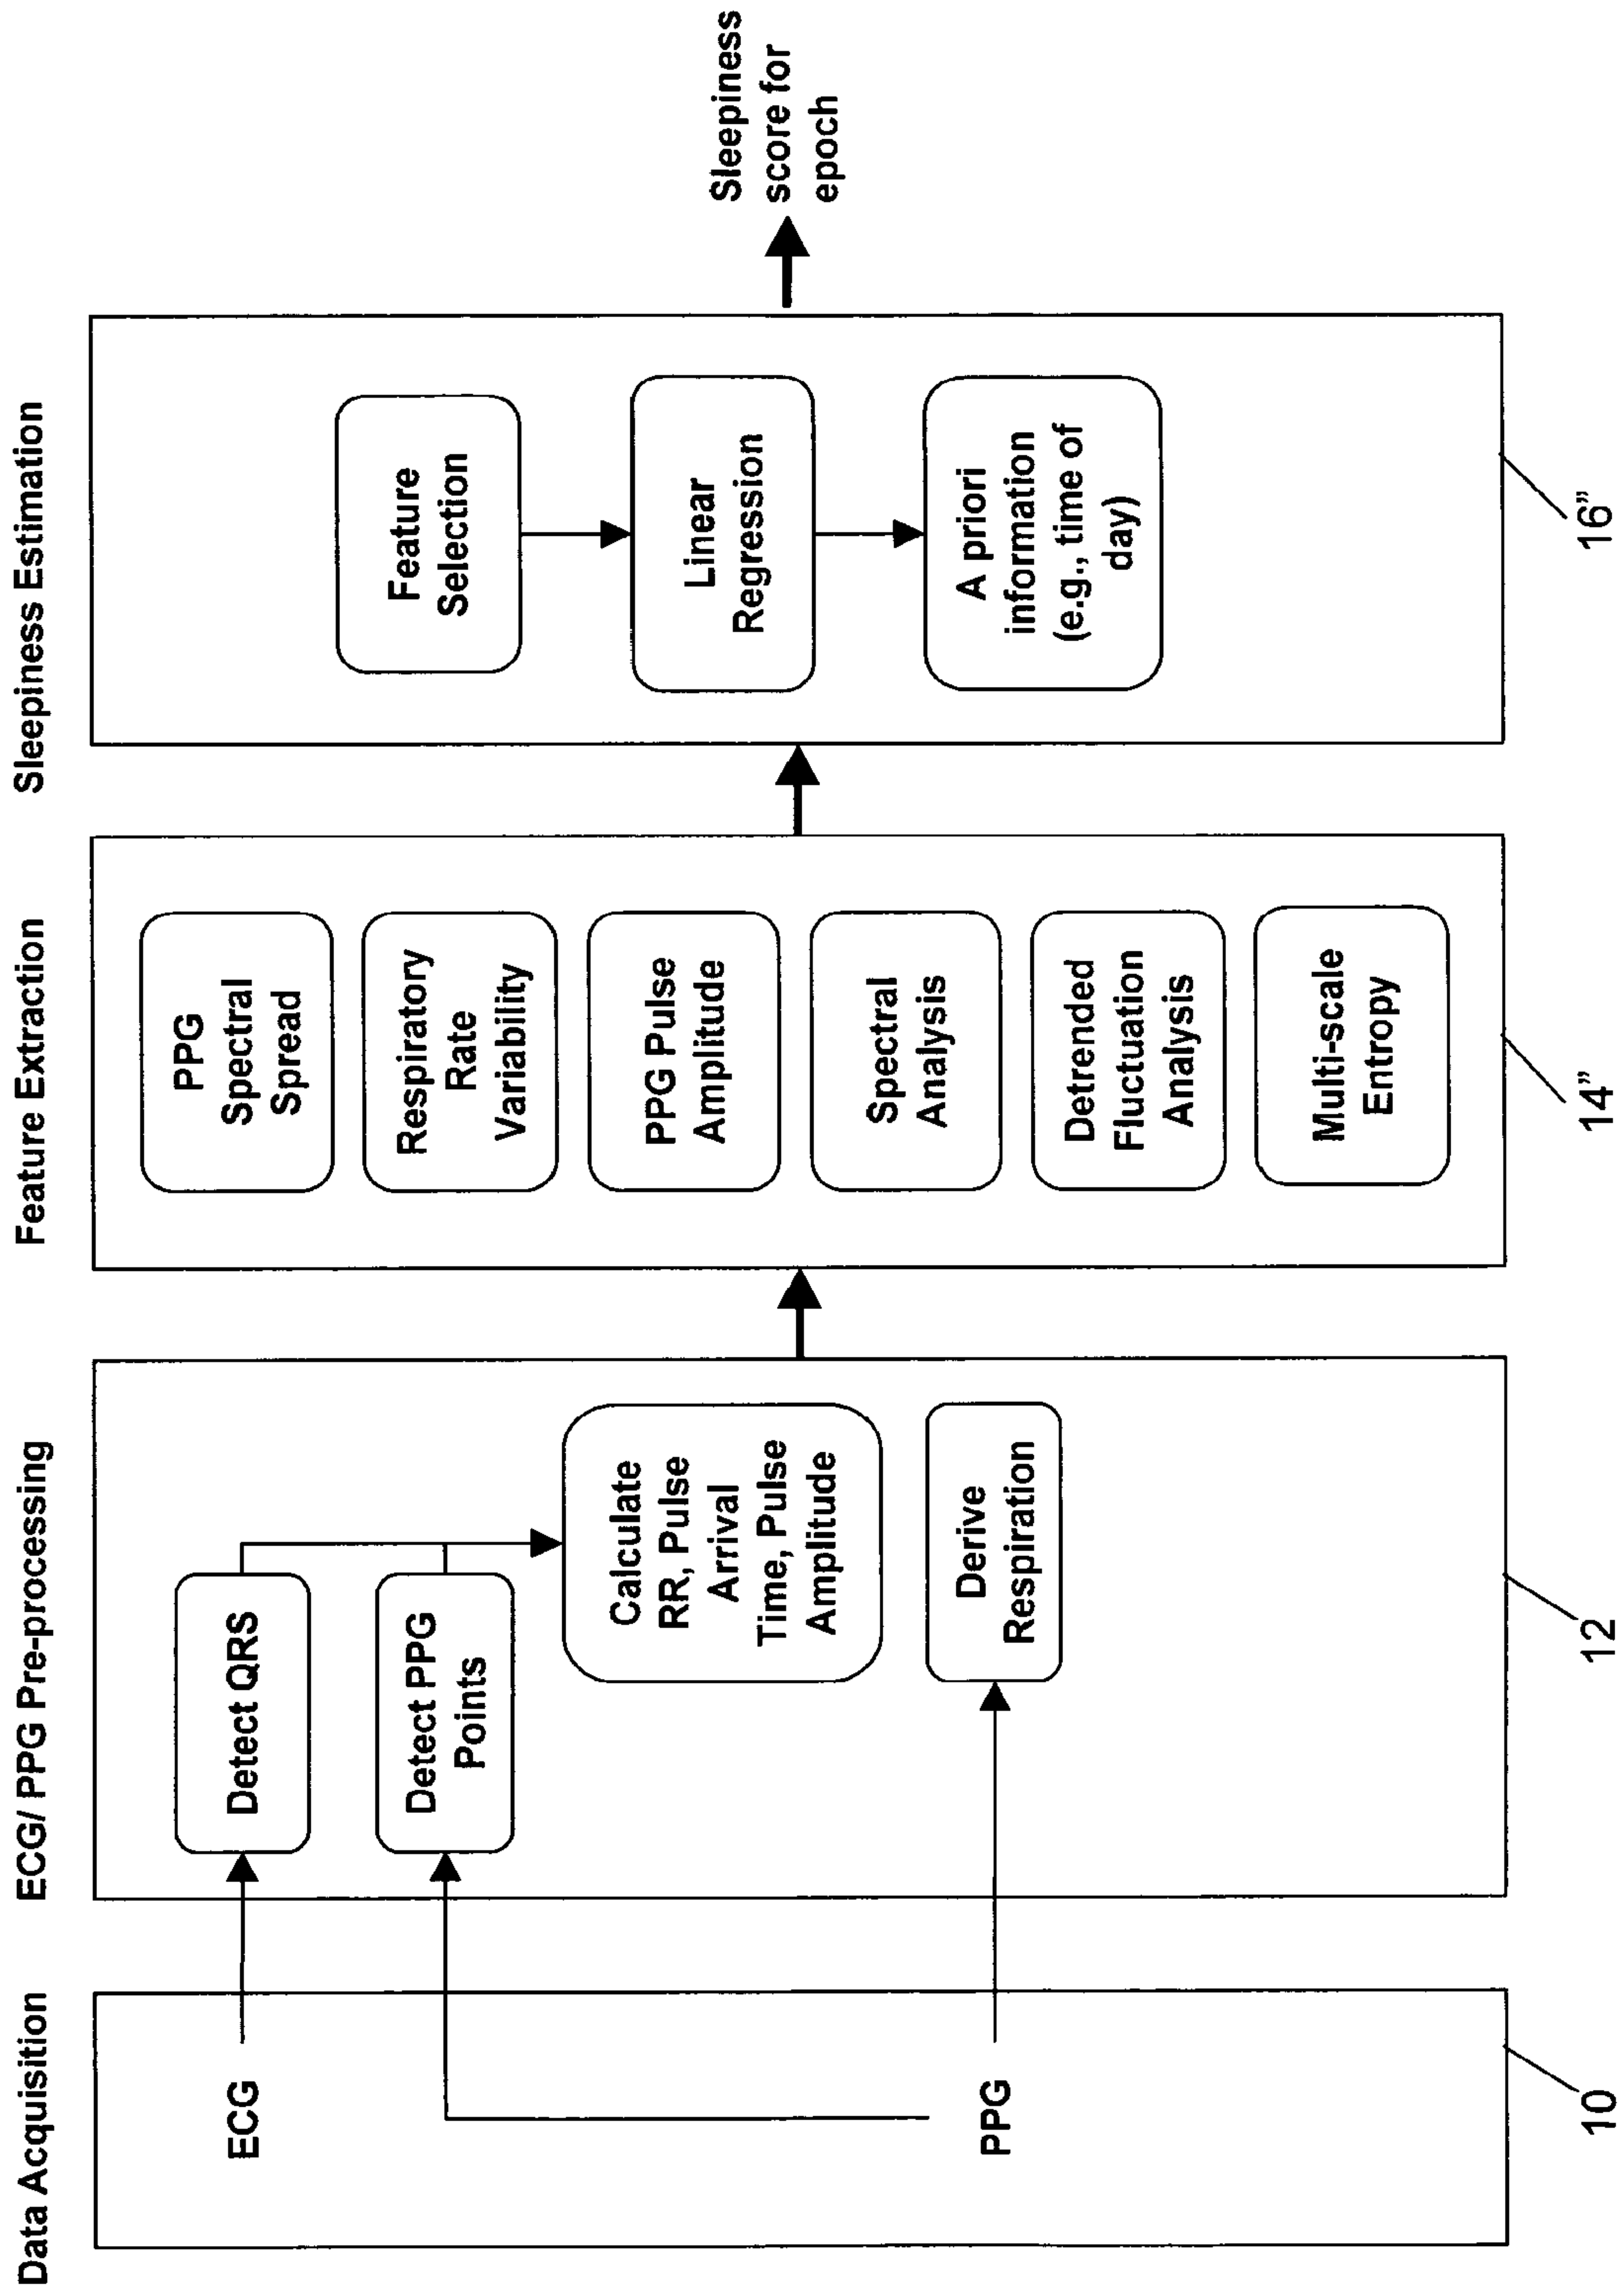 Data Acquisition
ECG
PPG
10
ECG/ PPG Pre-processing
Detect QRS
Detect PPG
Points
Calculate
RR, Pulse
Arrival
Time, Pulse
Amplitude
Derive
Respiration
12
Feature Extraction
PPG
Spectral
Spread
Respiratory
Rate
Variability
PPG Pulse
Amplitude
Spectral
Analysis
Detrended
Fluctuation
Analysis
Multi-scale
Entropy
14”
Sleepiness Estimation
Feature
Selection
Linear
Regression
A priori
information
(e.g., time of
day)
16”
Sleepiness
score for
epoch